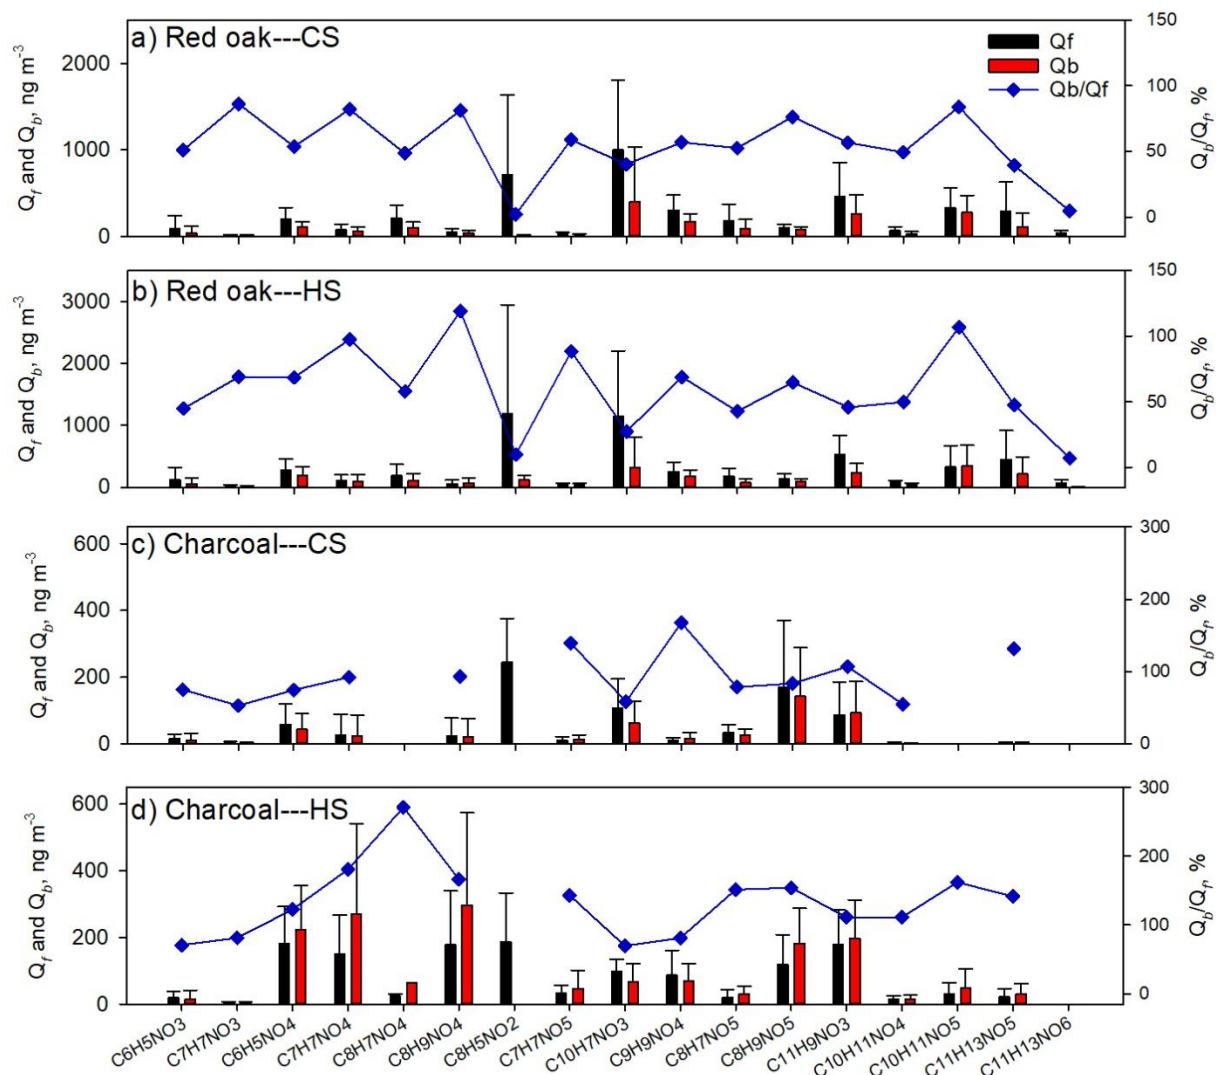 a) Red oak---CS
Qf
Qb
Qb/Qf
Qf and Qb, ng m-3
2000
1000
0
150
100
50
0
Qb/Qf, %
b) Red oak---HS
Qf and Qb, ng m-3
3000
2000
1000
0
150
100
50
0
Qb/Qf, %
c) Charcoal---CS
Qf and Qb, ng m-3
600
400
200
0
300
200
100
0
Qb/Qf, %
d) Charcoal---HS
Qf and Qb, ng m-3
600
400
200
0
300
200
100
0
Qb/Qf, %
C6H5NO3
C7H7NO3
C6H5NO4
C7H7NO4
C8H7NO4
C8H9NO4
C8H5NO2
C7H7NO5
C10H7NO3
C9H9NO4
C8H7NO5
C8H9NO5
C11H9NO3
C10H11NO4
C10H11NO5
C11H13NO5
C11H13NO6